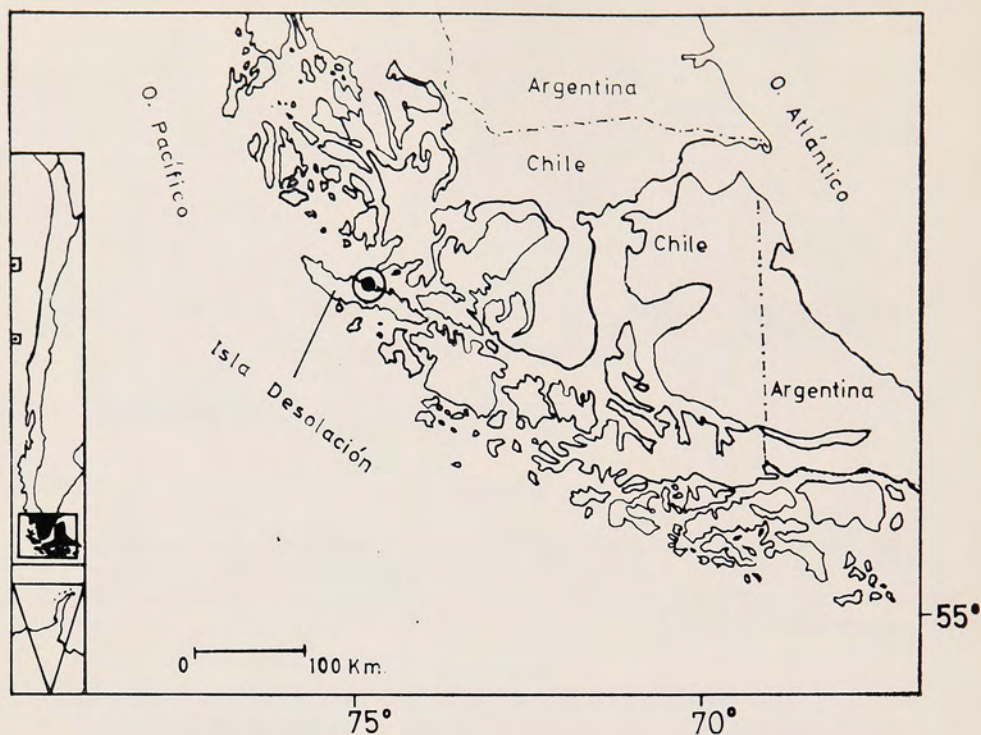 Argentina
O. Atlántico
O. Pacífico
Chile
Chile
Isla Desolación
Argentina
55°
0 100 Km.
75° 70°